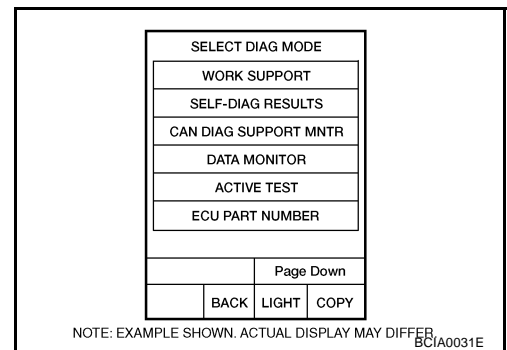 SELECT DIAG MODE
WORK SUPPORT
SELF-DIAG RESULTS
CAN DIAG SUPPORT MNTR
DATA MONITOR
ACTIVE TEST
ECU PART NUMBER
Page Down
BACK LIGHT COPY
NOTE: EXAMPLE SHOWN. ACTUAL DISPLAY MAY DIFFER.
BCIA0031E